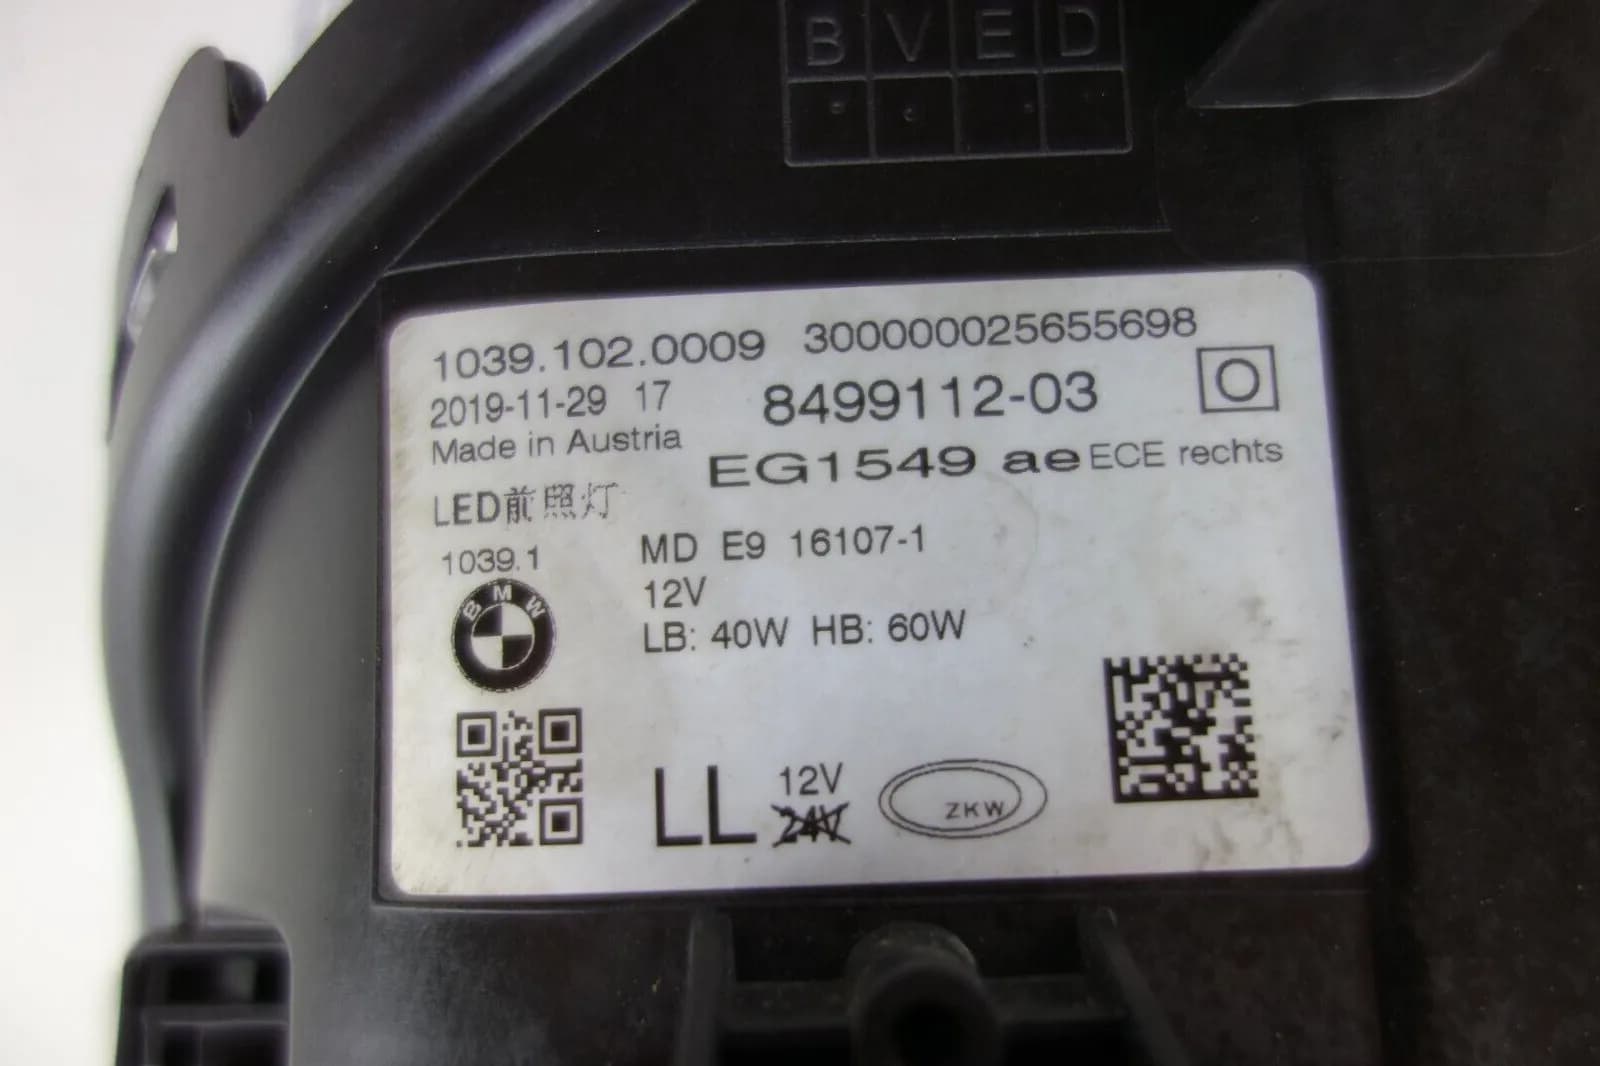 B V E D
1039.102.0009 300000025655698
2019-11-29 17 8499112-03
Made in Austria
EG1549 ae ECE rechts
LED前照灯
MD E9 16107-1
1039.1
12V
BMW
LB: 40W HB: 60W
LL 12V
24V
ZKW